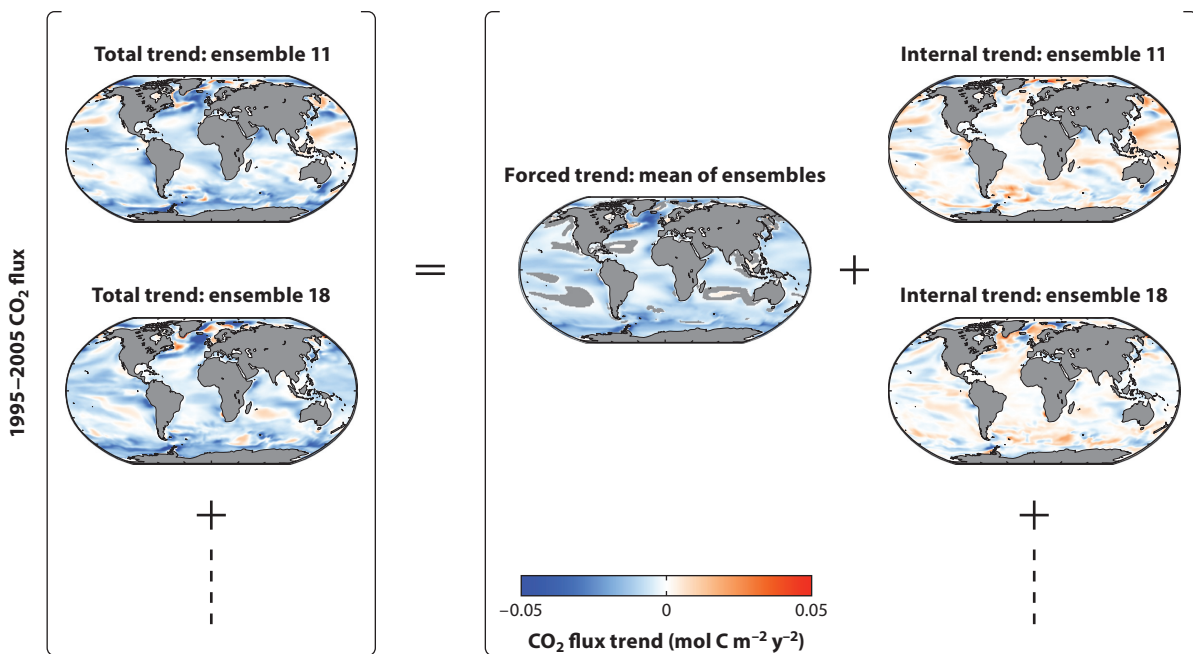 Total trend: ensemble 11
Internal trend: ensemble 11
Forced trend: mean of ensembles
1995–2005 CO₂ flux
=
+
Total trend: ensemble 18
Internal trend: ensemble 18
+
+
−0.05
0
0.05
CO₂ flux trend (mol C m⁻² y⁻²)